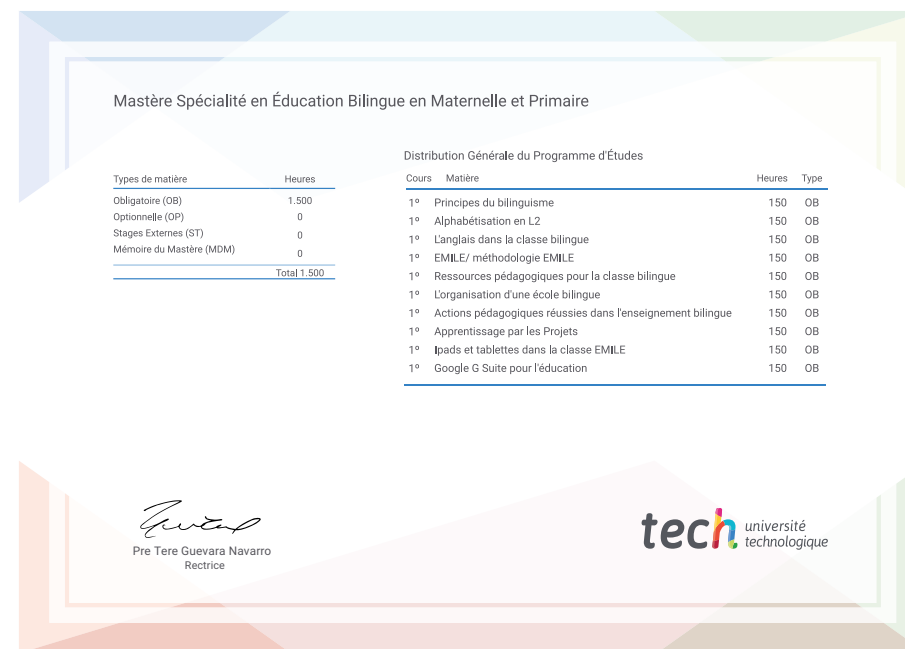 Mastère Spécialité en Éducation Bilingue en Maternelle et Primaire
Types de matière Heures
Obligatoire (OB) 1.500
Optionnelle (OP) 0
Stages Externes (ST) 0
Mémoire du Mastère (MDM) 0
Total 1.500
Distribution Générale du Programme d'Études
Cours Matière Heures Type
1º Principes du bilinguisme 150 OB
1º Alphabétisation en L2 150 OB
1º L'anglais dans la classe bilingue 150 OB
1º EMILE/ méthodologie EMILE 150 OB
1º Ressources pédagogiques pour la classe bilingue 150 OB
1º L'organisation d'une école bilingue 150 OB
1º Actions pédagogiques réussies dans l'enseignement bilingue 150 OB
1º Apprentissage par les Projets 150 OB
1º Ipads et tablettes dans la classe EMILE 150 OB
1º Google G Suite pour l'éducation 150 OB
Pre Tere Guevara Navarro
Rectrice
tech université
technologique